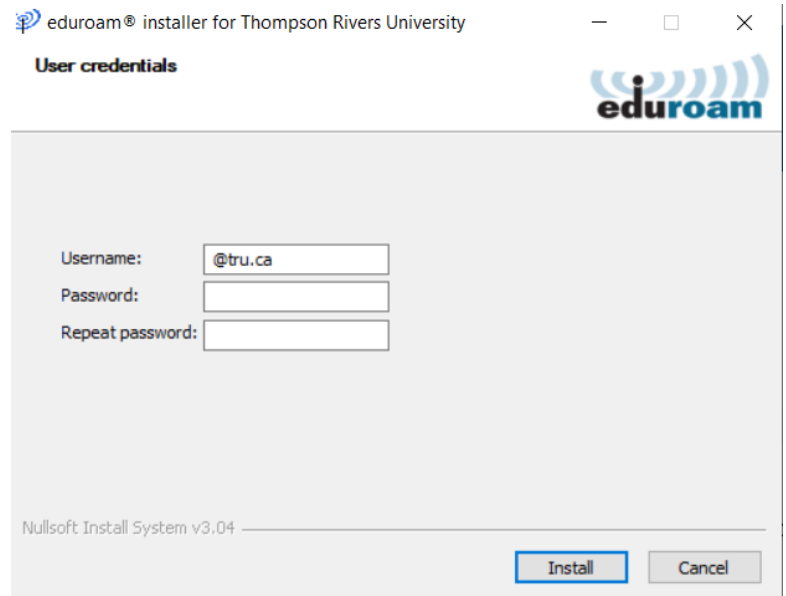 eduroam® installer for Thompson Rivers University
User credentials
eduroam
Username: @tru.ca
Password:
Repeat password:
Nullsoft Install System v3.04
Install Cancel